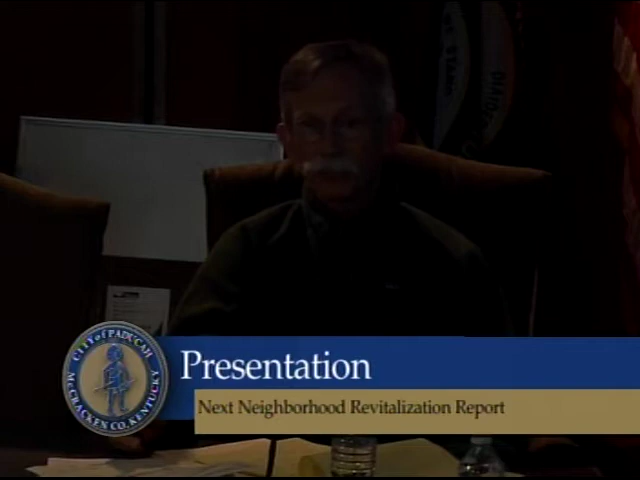 CITY of PADUCAH
McCRACKEN CO. KENTUCKY
Presentation
Next Neighborhood Revitalization Report